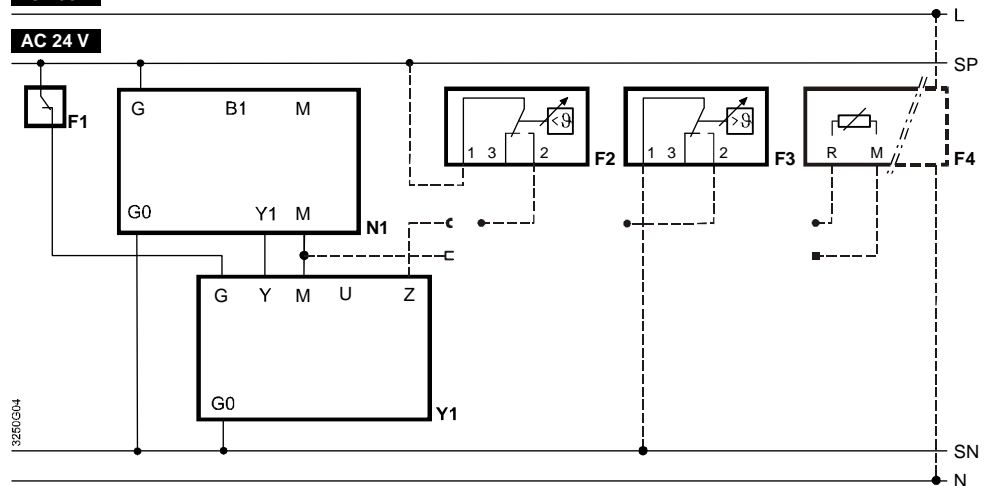 L
AC 24 V
SP
G B1 M
F1
<ϑ
>ϑ
1 3 2
F2
1 3 2
F3
R M
F4
G0 Y1 M
N1
G Y M U Z
G0
Y1
3250G04
SN
N